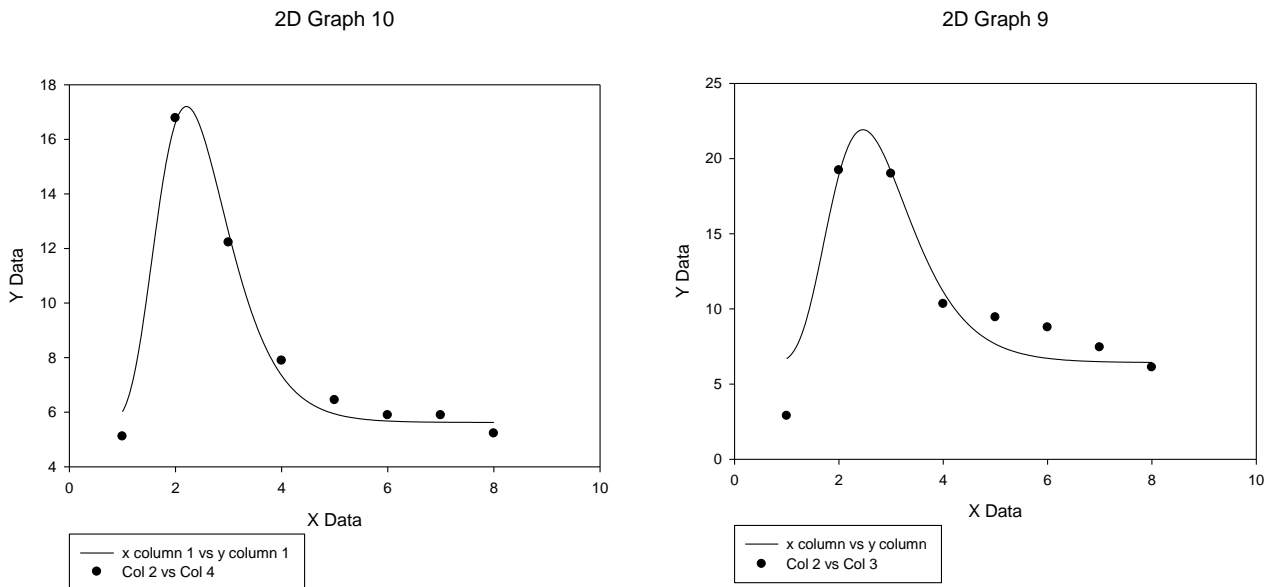 2D Graph 10
18
16
14
12
10
8
6
4
Y Data
0 2 4 6 8 10
X Data
x column 1 vs y column 1
Col 2 vs Col 4
2D Graph 9
25
20
15
10
5
0
Y Data
0 2 4 6 8 10
X Data
x column vs y column
Col 2 vs Col 3